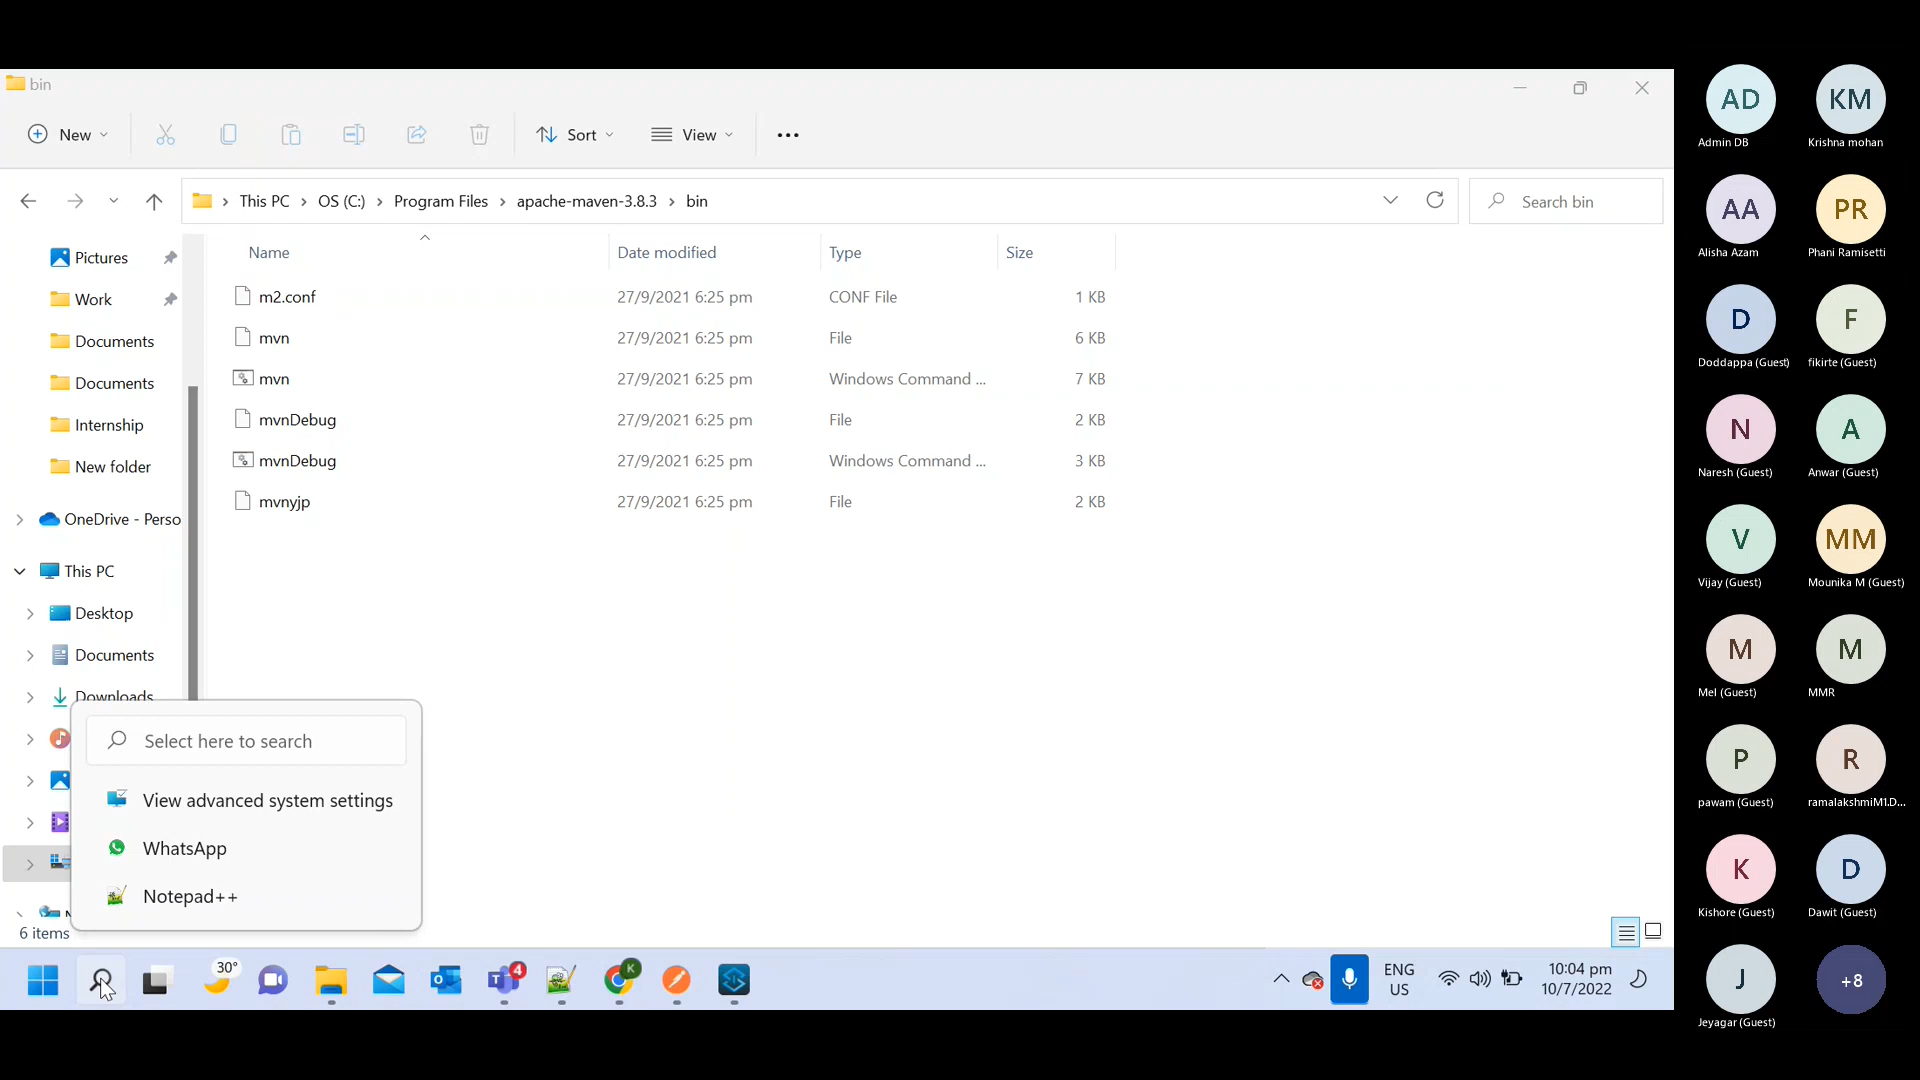 bin
New
Sort
View
This PC > OS (C:) > Program Files > apache-maven-3.8.3 > bin
Search bin
Name
Date modified
Type
Size
m2.conf 27/9/2021 6:25 pm CONF File 1 KB
mvn 27/9/2021 6:25 pm File 6 KB
mvn 27/9/2021 6:25 pm Windows Command ... 7 KB
mvnDebug 27/9/2021 6:25 pm File 2 KB
mvnDebug 27/9/2021 6:25 pm Windows Command ... 3 KB
mvnyjp 27/9/2021 6:25 pm File 2 KB
Pictures
Work
Documents
Documents
Internship
New folder
OneDrive - Perso
This PC
Desktop
Documents
Downloads
Select here to search
View advanced system settings
WhatsApp
Notepad++
6 items
30°
4
K
ENG
US
10:04 pm
10/7/2022
AD
Admin DB
KM
Krishna mohan
AA
Alisha Azam
PR
Phani Ramisetti
D
Doddappa (Guest)
F
fikirte (Guest)
N
Naresh (Guest)
A
Anwar (Guest)
V
Vijay (Guest)
MM
Mounika M (Guest)
M
Mel (Guest)
M
MMR
P
pawam (Guest)
R
ramalakshmiM1.D...
K
Kishore (Guest)
D
Dawit (Guest)
J
Jeyagar (Guest)
+8